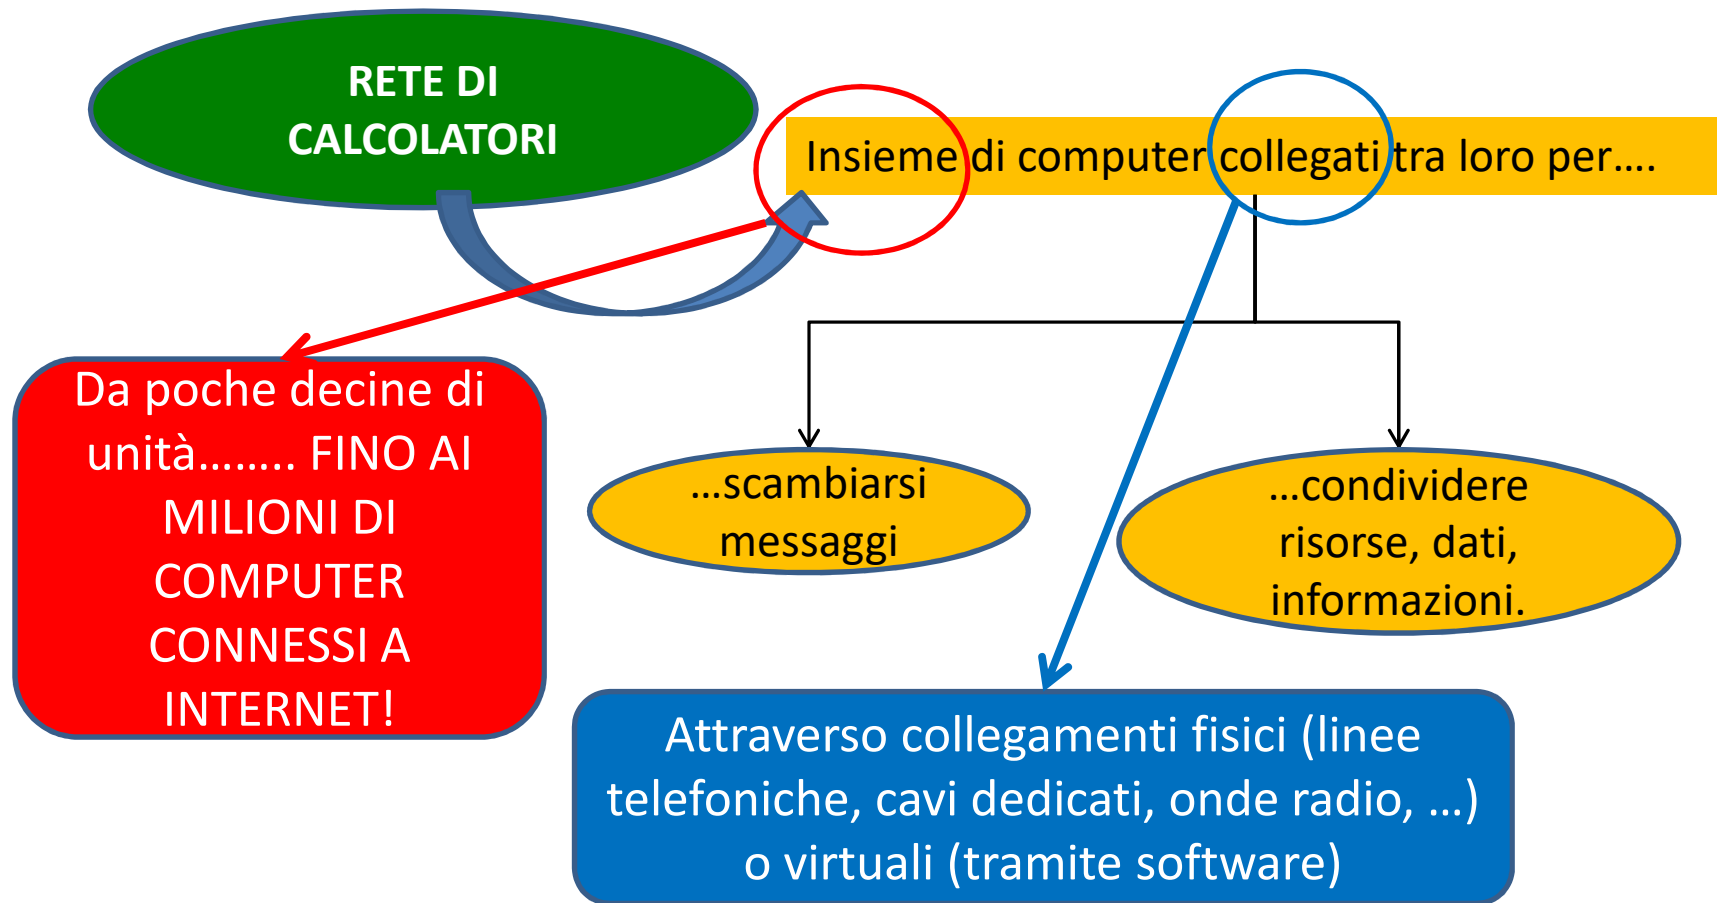 RETE DI
CALCOLATORI
Insieme di computer collegati tra loro per….
Da poche decine di
unità…….. FINO AI
MILIONI DI
COMPUTER
CONNESSI A
INTERNET!
…scambiarsi
messaggi
…condividere
risorse, dati,
informazioni.
Attraverso collegamenti fisici (linee
telefoniche, cavi dedicati, onde radio, …)
o virtuali (tramite software)